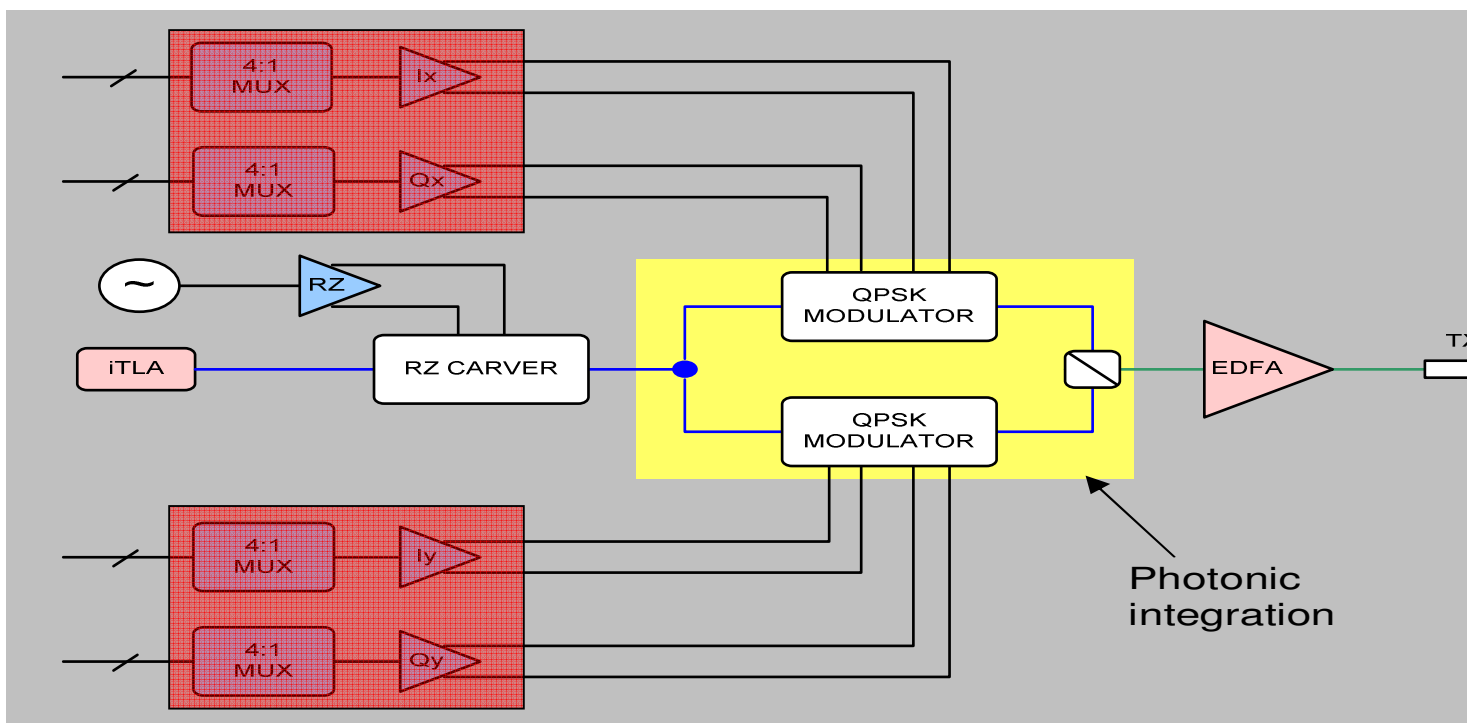 4:1
MUX
Ix
4:1
MUX
Qx
~
RZ
QPSK
MODULATOR
iTLA
RZ CARVER
EDFA
TX
QPSK
MODULATOR
4:1
MUX
Iy
Photonic
integration
4:1
MUX
Qy